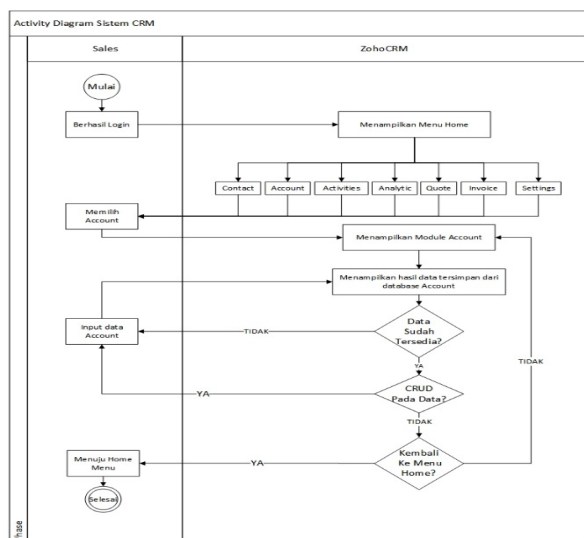 Activity Diagram Sistem CRM
Sales
ZohoCRM
Mulai
Berhasil Login
Menampilkan Menu Home
Contact
Account
Activities
Analytic
Quote
Invoice
Settings
Memilih
Account
Menampilkan Module Account
Menampilkan hasil data tersimpan dari
database Account
Input data
Account
TIDAK
Data
Sudah
Tersedia?
TIDAK
YA
YA
CRUD
Pada Data?
TIDAK
Menuju Home
Menu
YA
Kembali
Ke Menu
Home?
Selesai
Phase